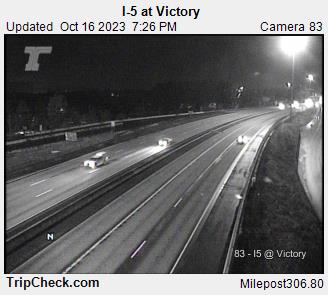 I-5 at Victory
Updated Oct 16 2023 7:26 PM Camera 83
T
N
83 - I5 @ Victory
TripCheck.com Milepost306.80